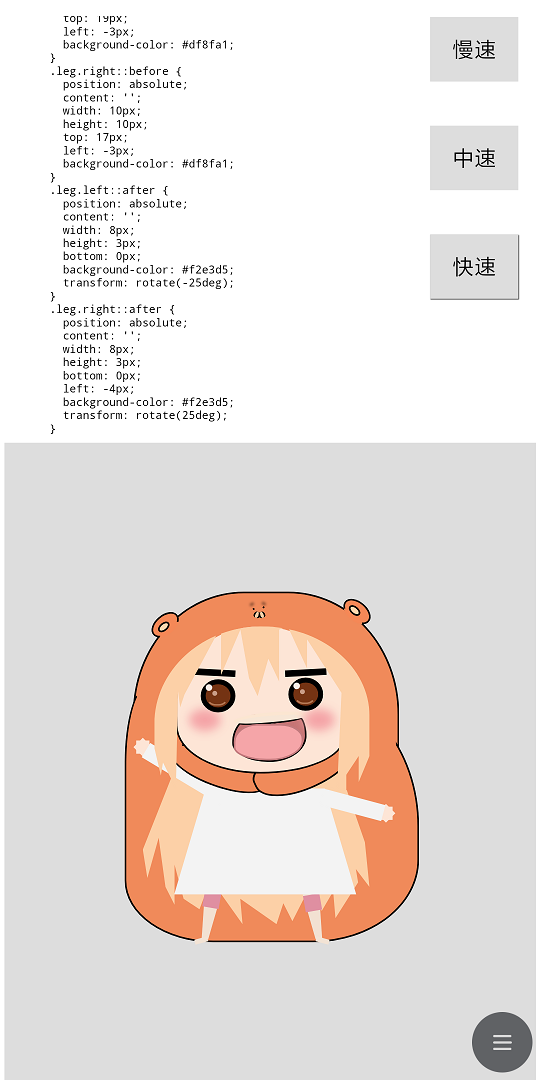 top: 19px;
left: -3px;
background-color: #df8fa1;
}
.leg.right::before {
position: absolute;
content: '';
width: 10px;
height: 10px;
top: 17px;
left: -3px;
background-color: #df8fa1;
}
.leg.left::after {
position: absolute;
content: '';
width: 8px;
height: 3px;
bottom: 0px;
background-color: #f2e3d5;
transform: rotate(-25deg);
}
.leg.right::after {
position: absolute;
content: '';
width: 8px;
height: 3px;
bottom: 0px;
left: -4px;
background-color: #f2e3d5;
transform: rotate(25deg);
}
慢速
中速
快速